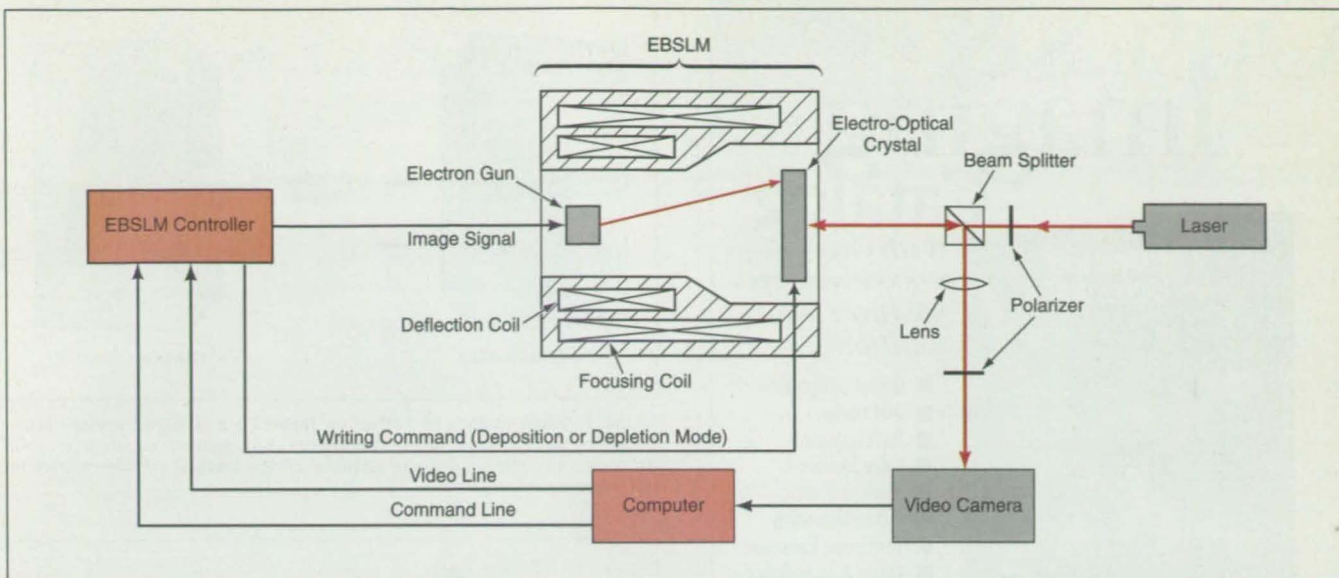 EBSLM
Electro-Optical
Crystal
Beam Splitter
Electron Gun
EBSLM Controller
Image Signal
Laser
Deflection Coil
Lens
Polarizer
Focusing Coil
Writing Command (Deposition or Depletion Mode)
Video Line
Command Line
Computer
Video Camera